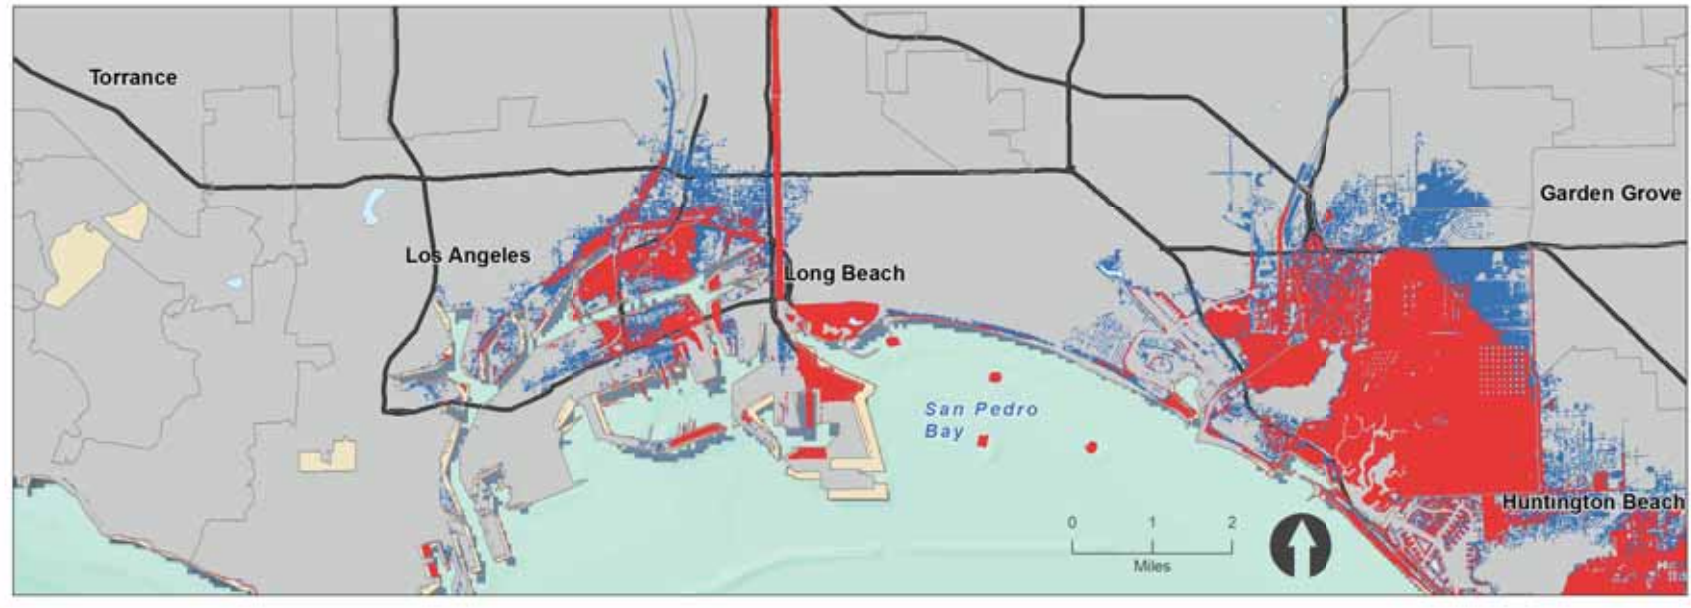 Torrance
Garden Grove
Los Angeles
Long Beach
San Pedro
Bay
Huntington Beach
0 1 2
Miles